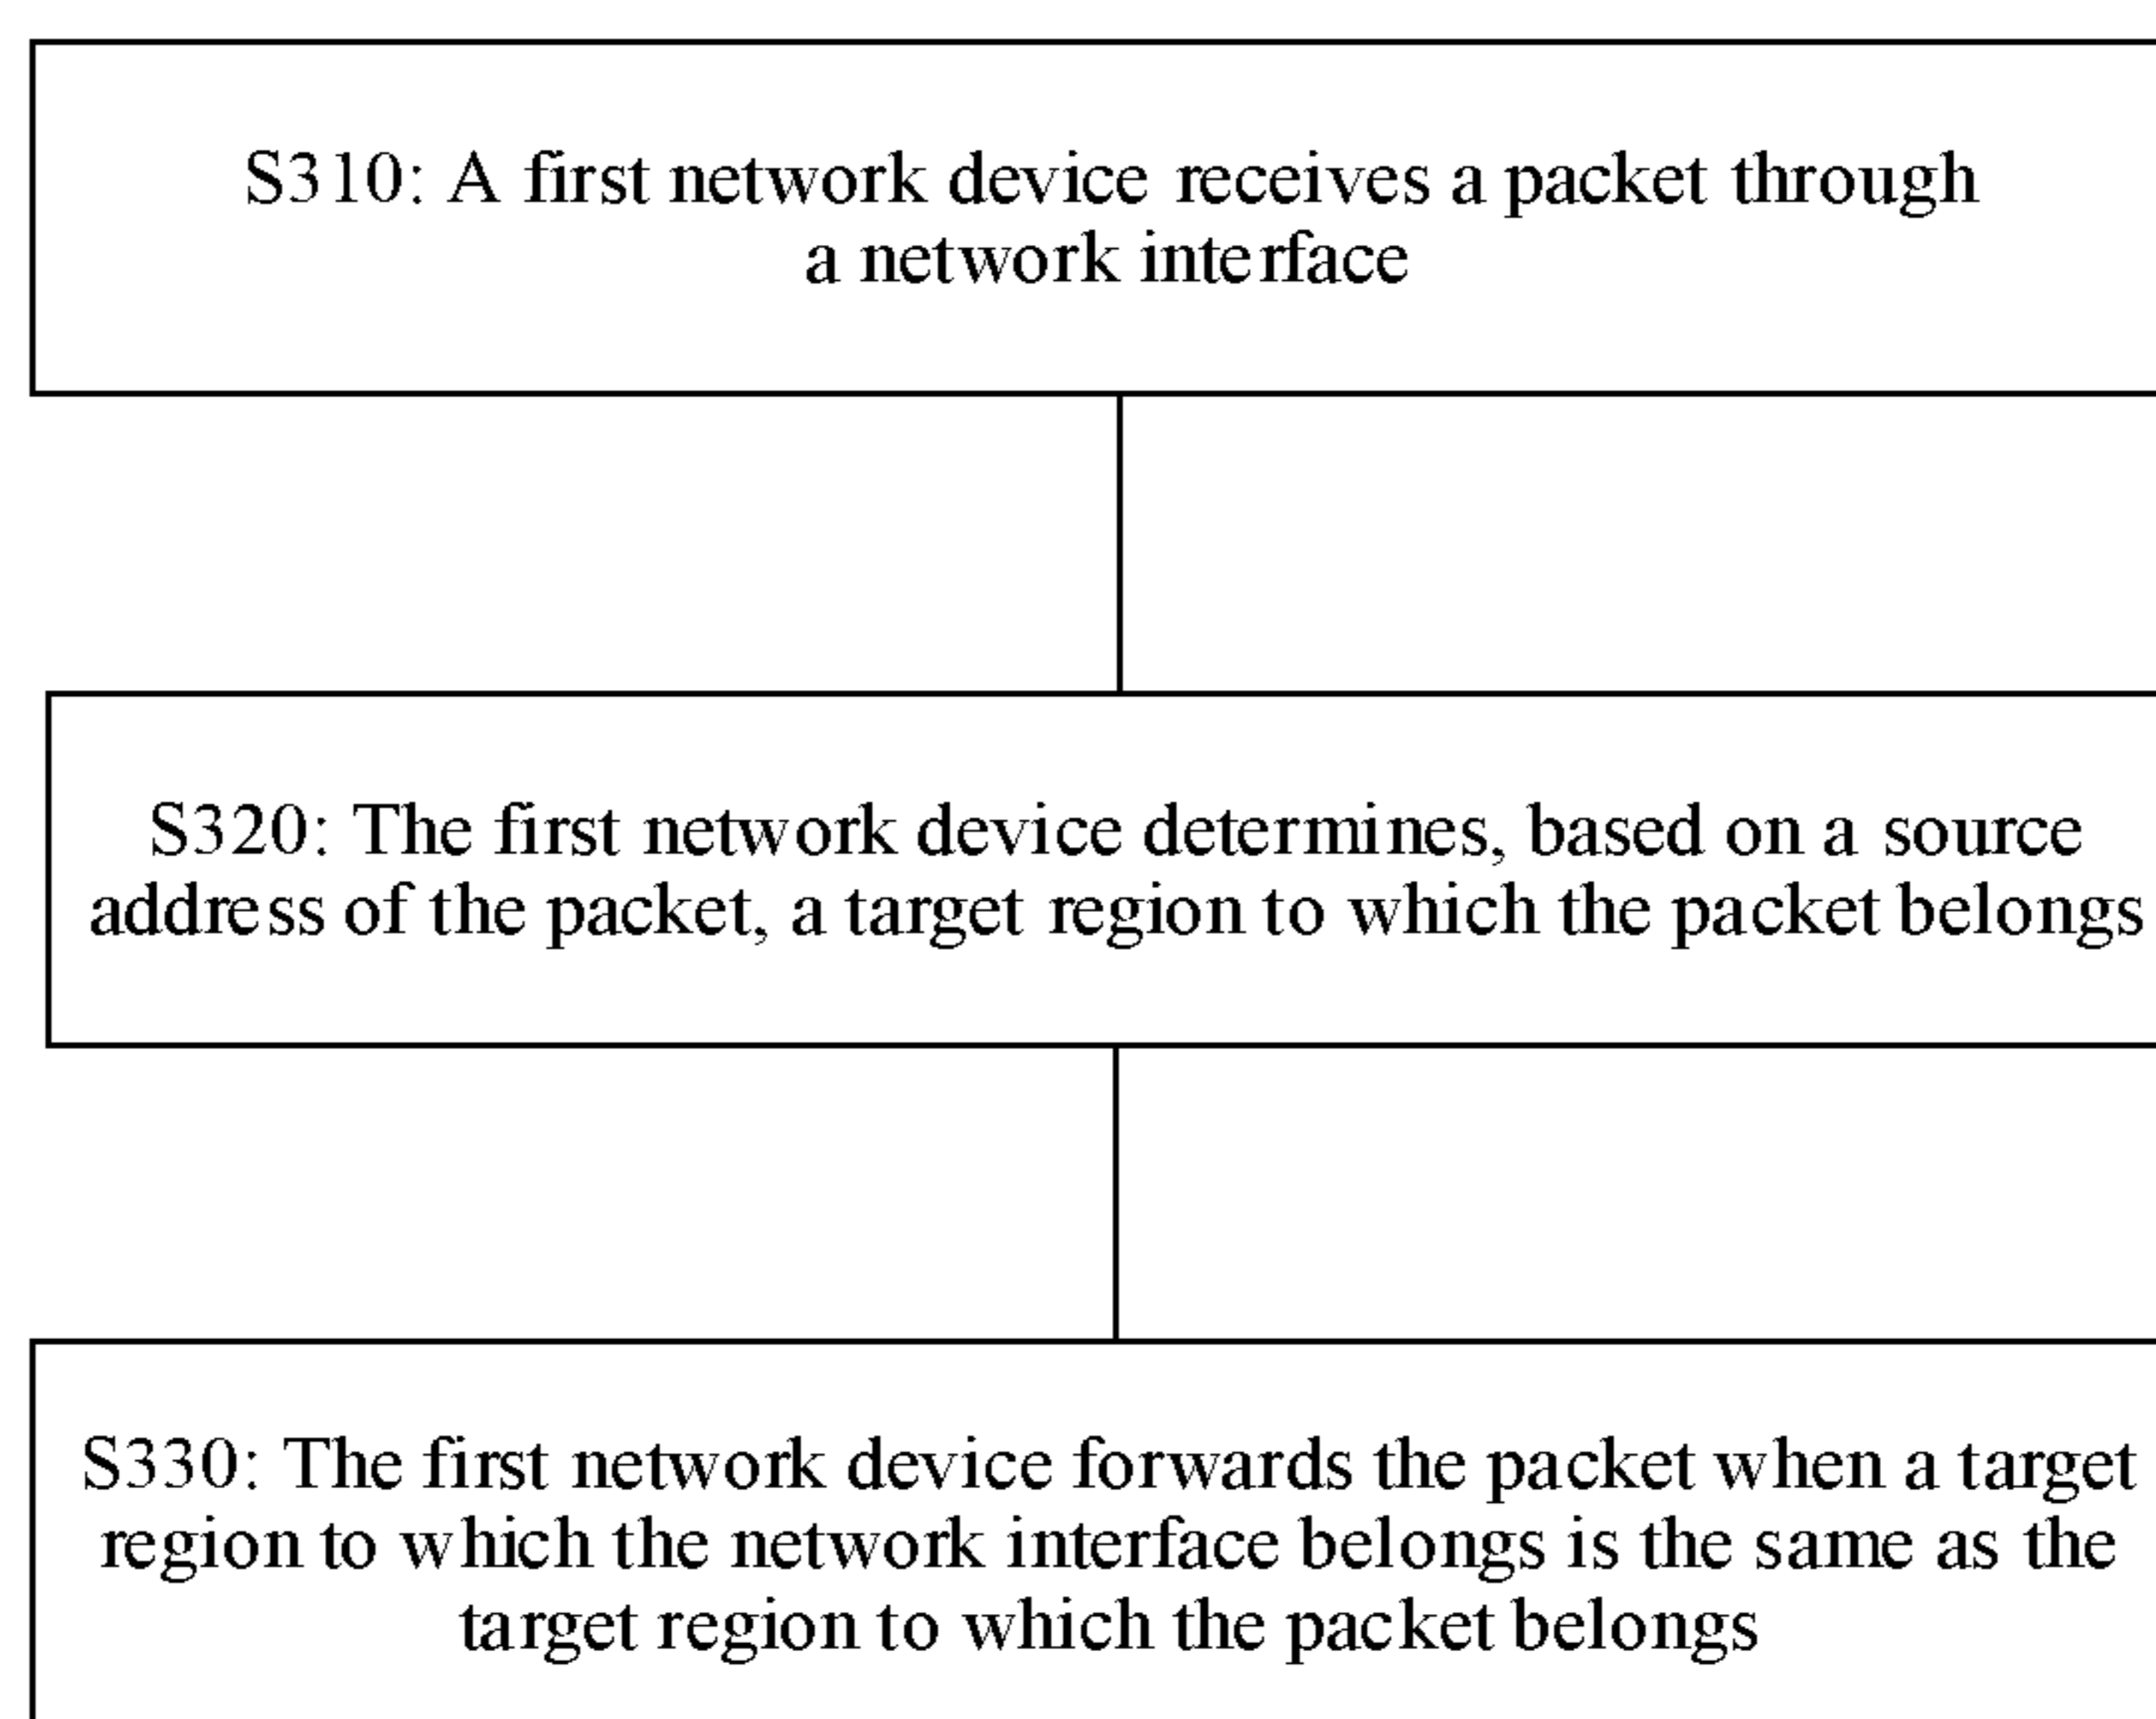 S310: A first network device receives a packet through
a network interface
S320: The first network device determines, based on a source
address of the packet, a target region to which the packet belongs
S330: The first network device forwards the packet when a target
region to which the network interface belongs is the same as the
target region to which the packet belongs